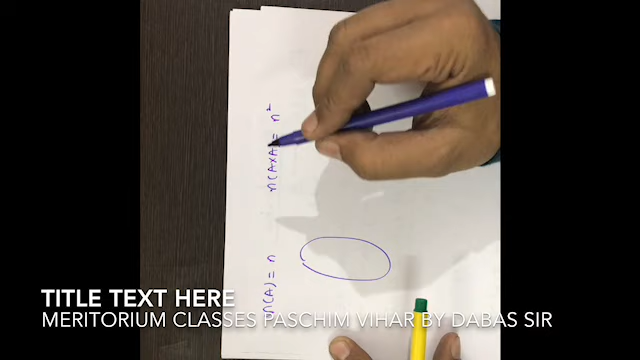 n(A) = n
n(A×A) = n²
TITLE TEXT HERE
MERITORIUM CLASSES PASCHIM VIHAR BY DABAS SIR